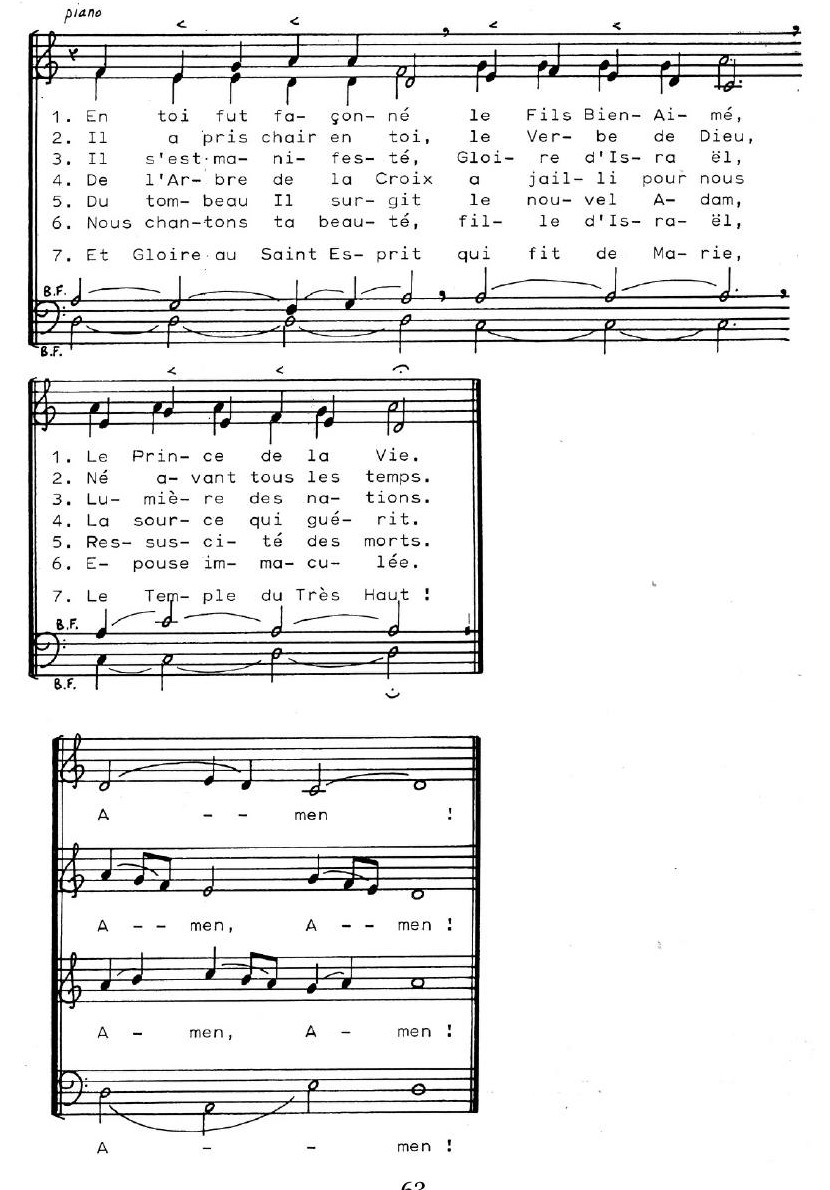 piano
1. En toi fut fa- çon- né le Fils Bien- Ai- mé,
2. Il a pris chair en toi, le Ver- be de Dieu,
3. Il s'est ma- ni- fes- té, Gloi- re d'Is- ra ël,
4. De l'Ar- bre de la Croix a jail- li pour nous
5. Du tom- beau Il sur- git le nou- vel A- dam,
6. Nous chan-tons ta beau- té, fil- le d'Is- ra- ël,
7. Et Gloire au Saint Es- prit qui fit de Ma- rie,
B.F.
B.F.
1. Le Prin- ce de la Vie.
2. Né a- vant tous les temps.
3. Lu- miè- re des na- tions.
4. La sour- ce qui gué- rit.
5. Res- sus- ci- té des morts.
6. E- pouse im- ma- cu- lée.
7. Le Tem- ple du Très Haut !
B.F.
B.F.
A - - men !
A - - men, A - - men !
A - men, A - men !
A - - men !